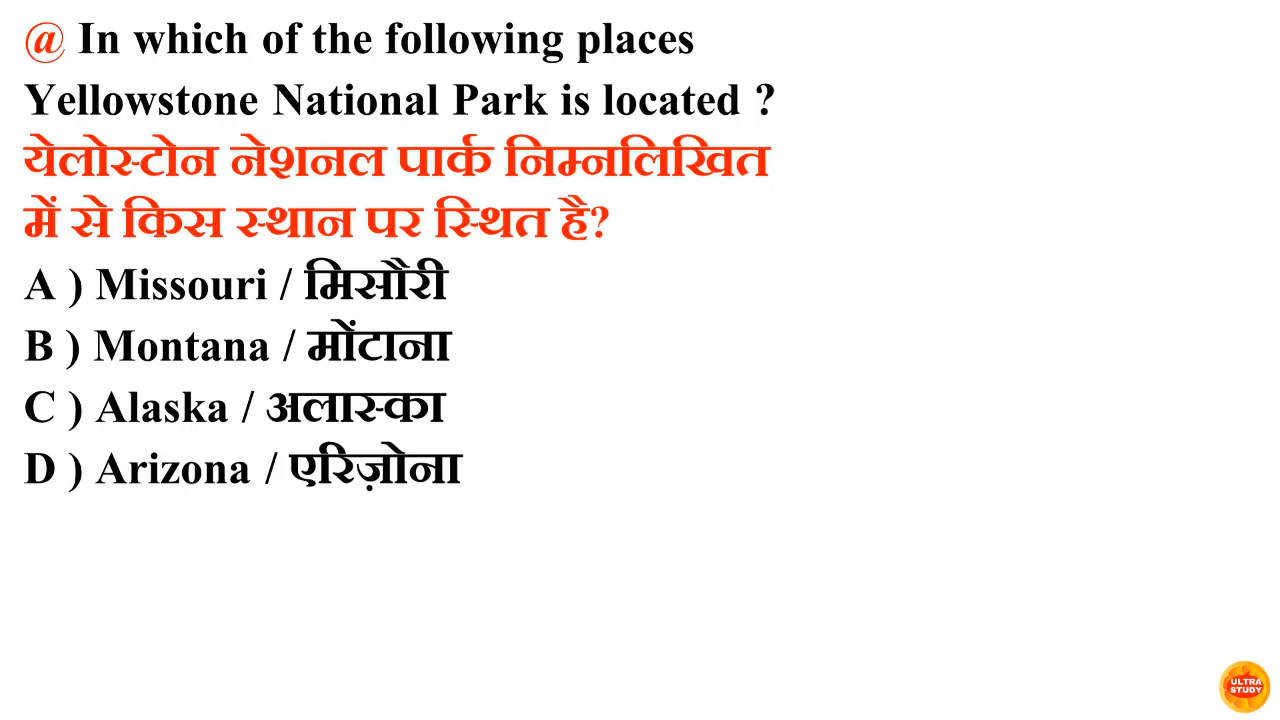 @ In which of the following places
Yellowstone National Park is located ?
येलोस्टोन नेशनल पार्क निम्नलिखित
में से किस स्थान पर स्थित है?
A ) Missouri / मिसौरी
B ) Montana / मोंटाना
C ) Alaska / अलास्का
D ) Arizona / एरिज़ोना
ULTRA
STUDY